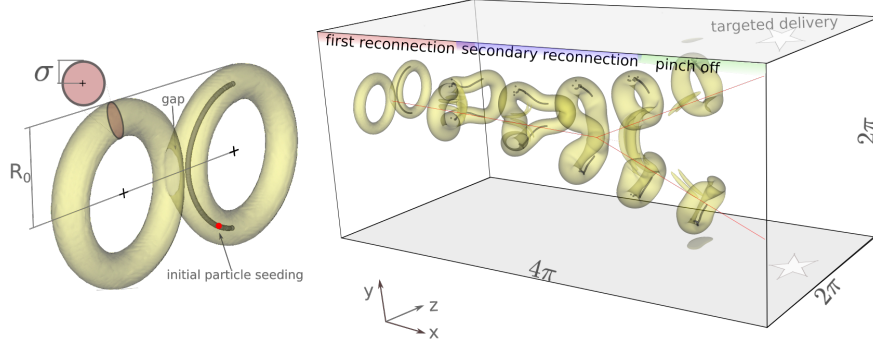 σ
gap
R₀
initial particle seeding
targeted delivery
first reconnection secondary reconnection pinch off
2π
4π
2π
y
z
x